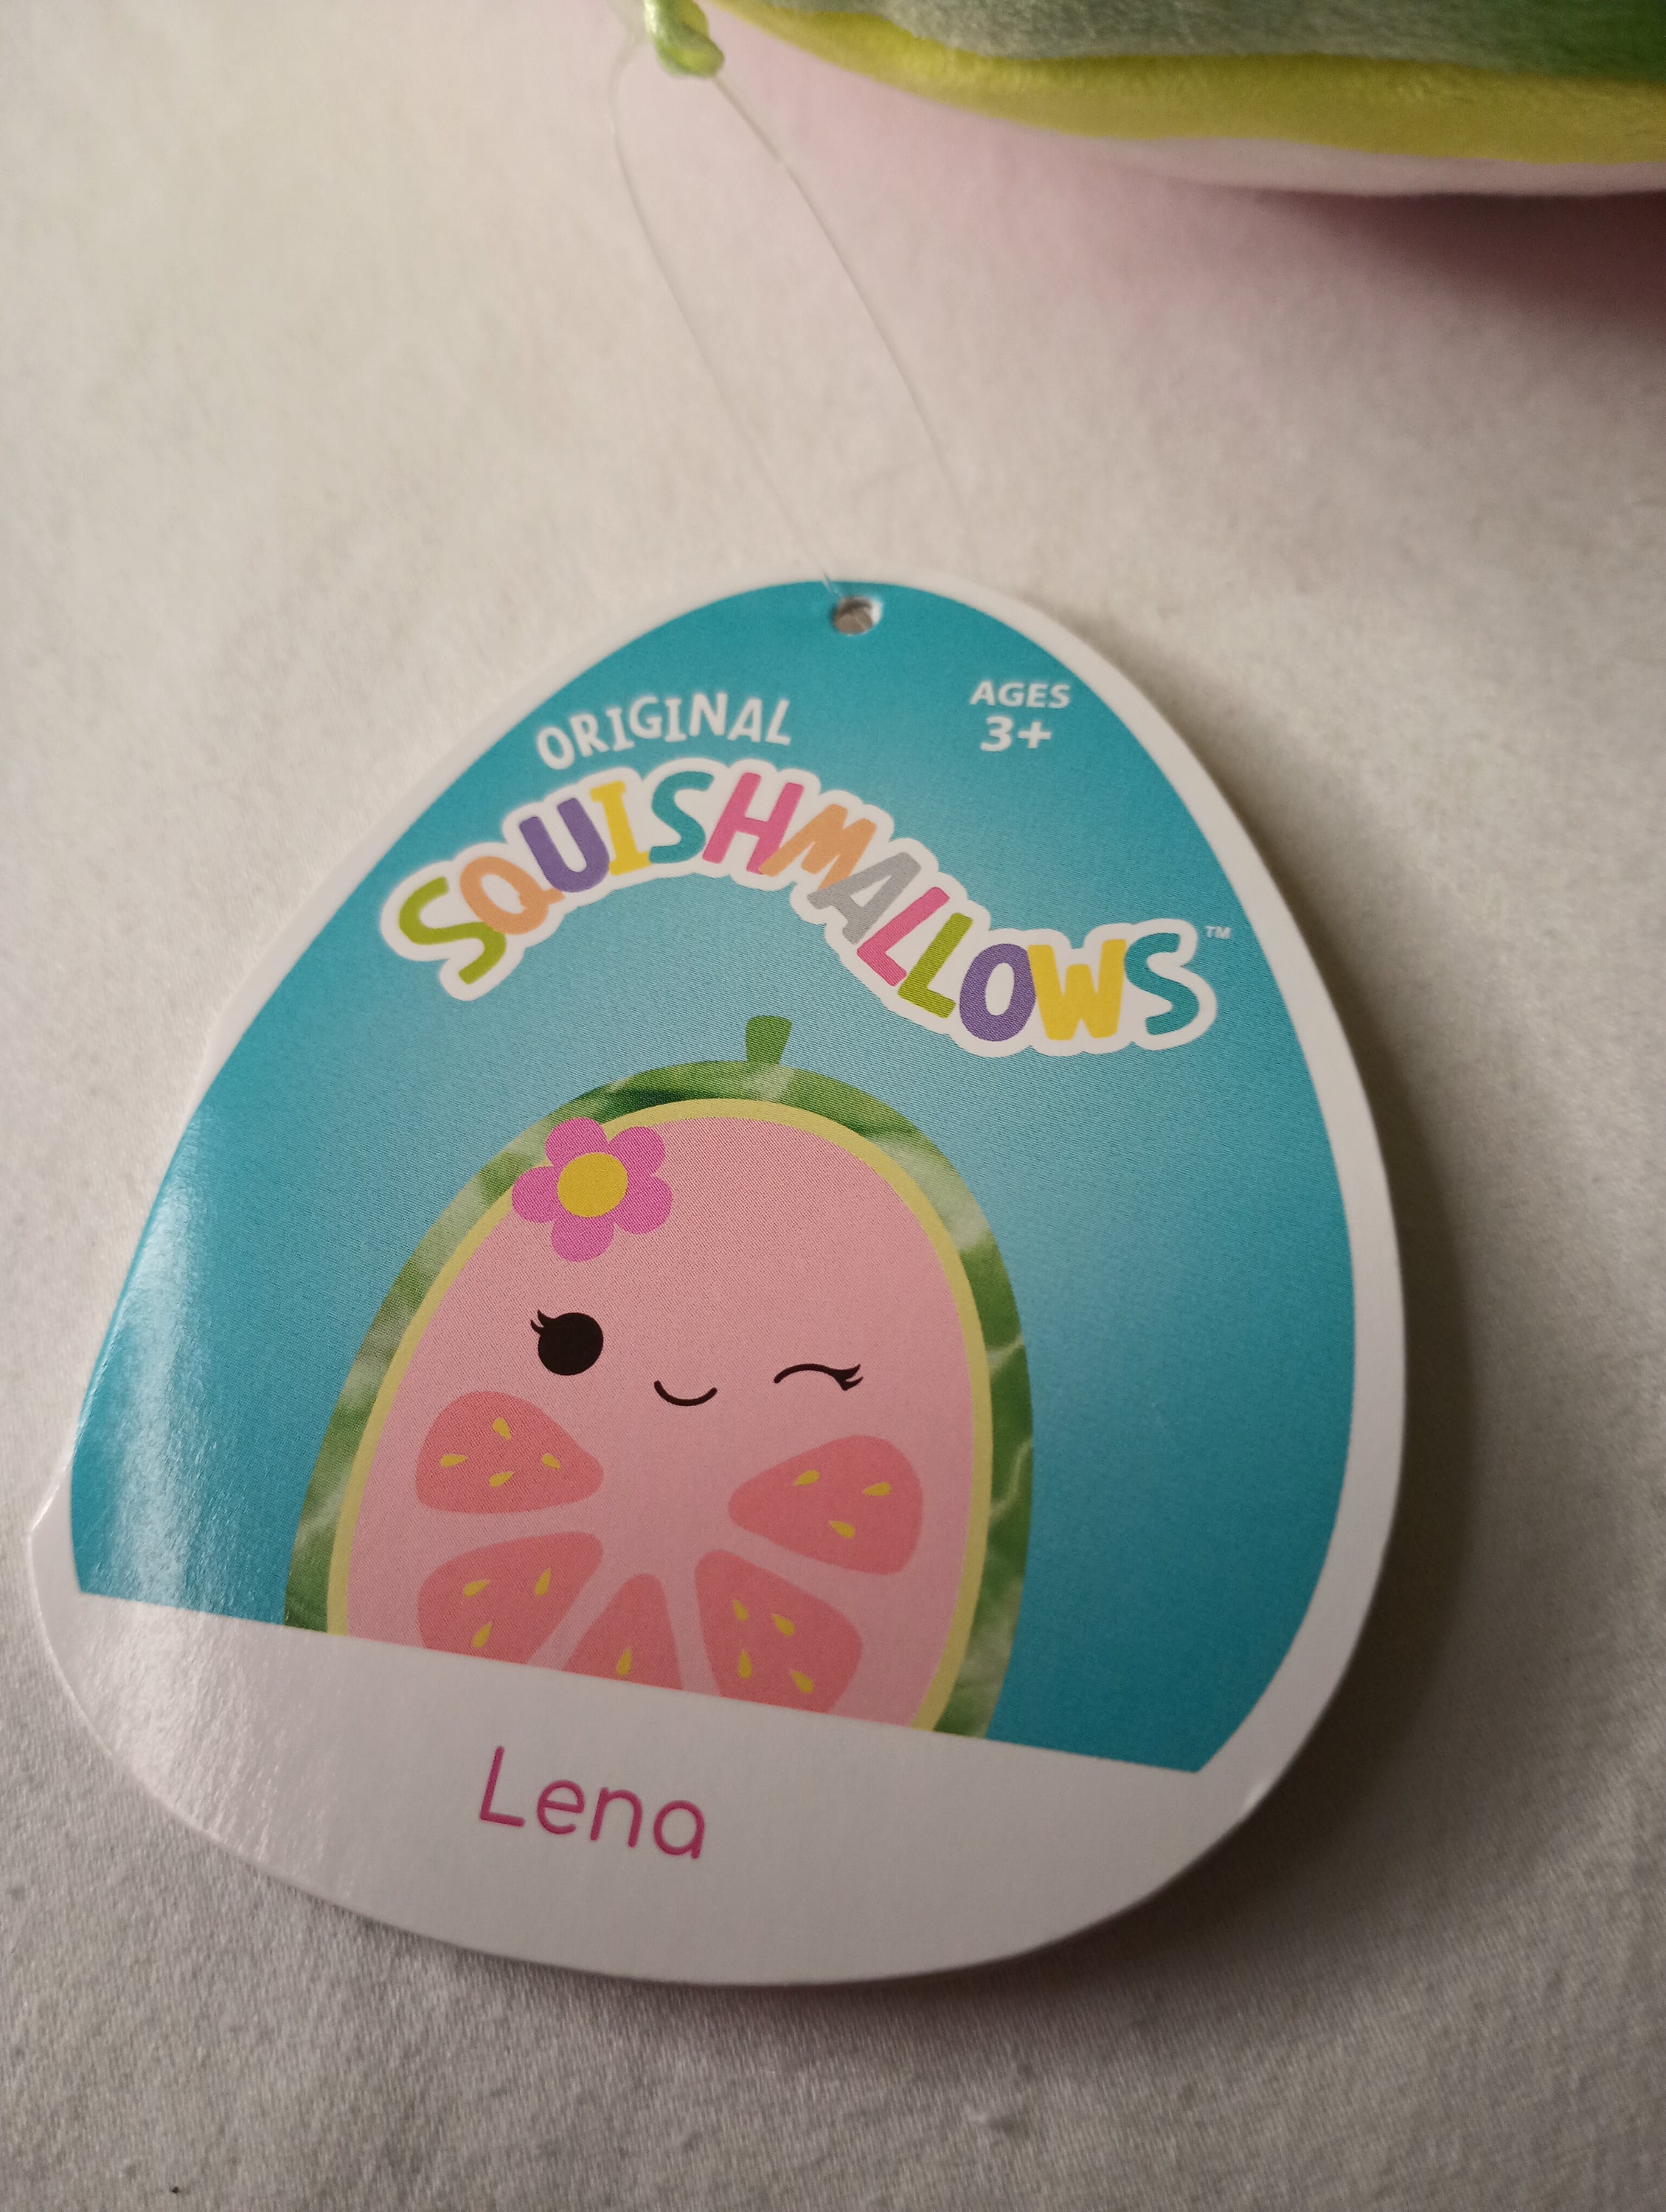 ORIGINAL
AGES
3+
SQUISHMALLOWS™
Lena